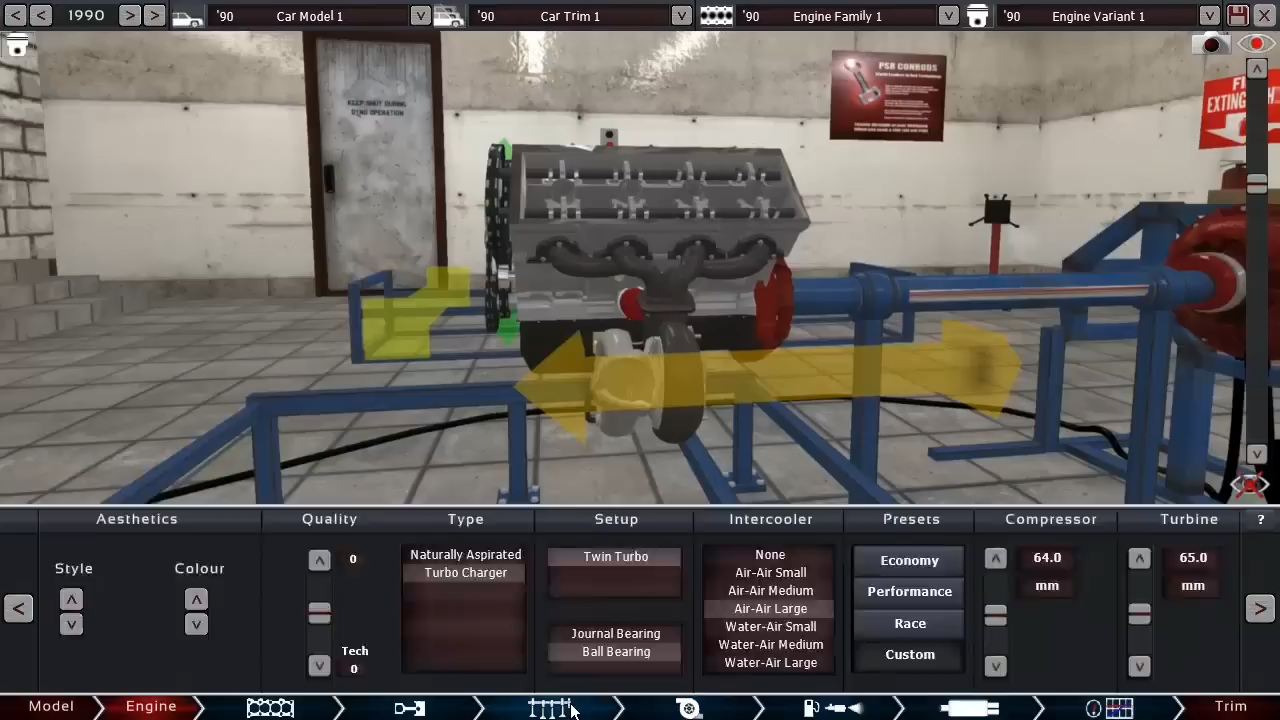 1990
'90 Car Model 1
'90 Car Trim 1
'90 Engine Family 1
'90 Engine Variant 1
KEEP SHUT DURING
RING OPERATION
PSR CONRODS
FI
EXTING
Aesthetics
Quality
Type
Setup
Intercooler
Presets
Compressor
Turbine
?
Style
Colour
0
Tech
0
Naturally Aspirated
Turbo Charger
Twin Turbo
Journal Bearing
Ball Bearing
None
Air-Air Small
Air-Air Medium
Air-Air Large
Water-Air Small
Water-Air Medium
Water-Air Large
Economy
Performance
Race
Custom
64.0
mm
65.0
mm
Model
Engine
Trim